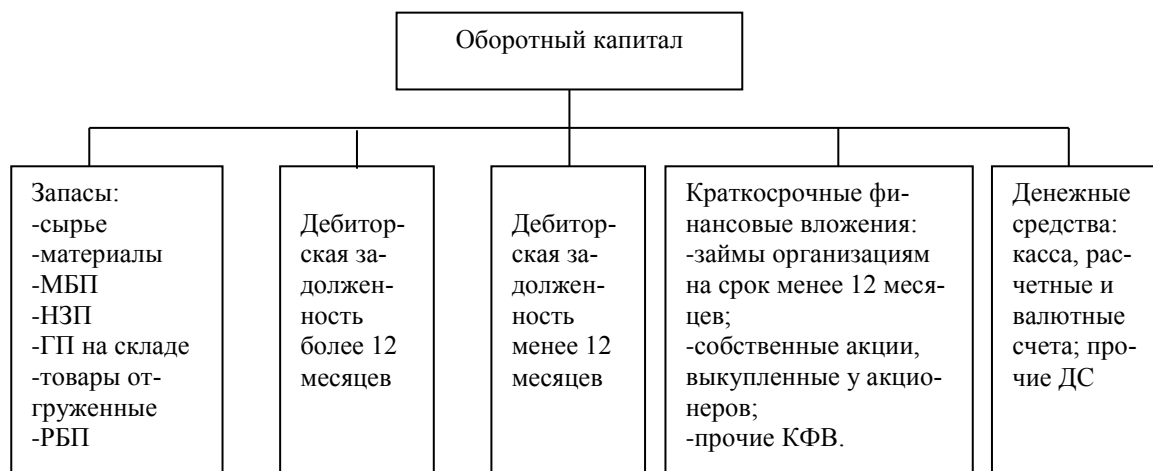 Оборотный капитал
Запасы:
-сырье
-материалы
-МБП
-НЗП
-ГП на складе
-товары от-
груженные
-РБП
Дебитор-
ская за-
должен-
ность
более 12
месяцев
Дебитор-
ская за-
должен-
ность
менее 12
месяцев
Краткосрочные фи-
нансовые вложения:
-займы организациям
на срок менее 12 меся-
цев;
-собственные акции,
выкупленные у акцио-
неров;
-прочие КФВ.
Денежные
средства:
касса, рас-
четные и
валютные
счета; про-
чие ДС